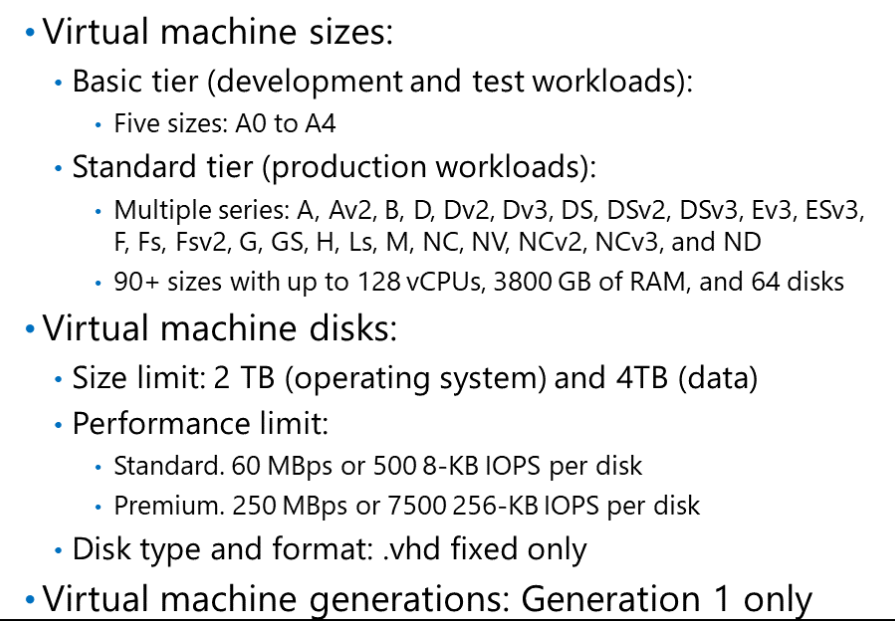 • Virtual machine sizes:
• Basic tier (development and test workloads):
• Five sizes: A0 to A4
• Standard tier (production workloads):
• Multiple series: A, Av2, B, D, Dv2, Dv3, DS, DSv2, DSv3, Ev3, ESv3,
F, Fs, Fsv2, G, GS, H, Ls, M, NC, NV, NCv2, NCv3, and ND
• 90+ sizes with up to 128 vCPUs, 3800 GB of RAM, and 64 disks
• Virtual machine disks:
• Size limit: 2 TB (operating system) and 4TB (data)
• Performance limit:
• Standard. 60 MBps or 500 8-KB IOPS per disk
• Premium. 250 MBps or 7500 256-KB IOPS per disk
• Disk type and format: .vhd fixed only
• Virtual machine generations: Generation 1 only